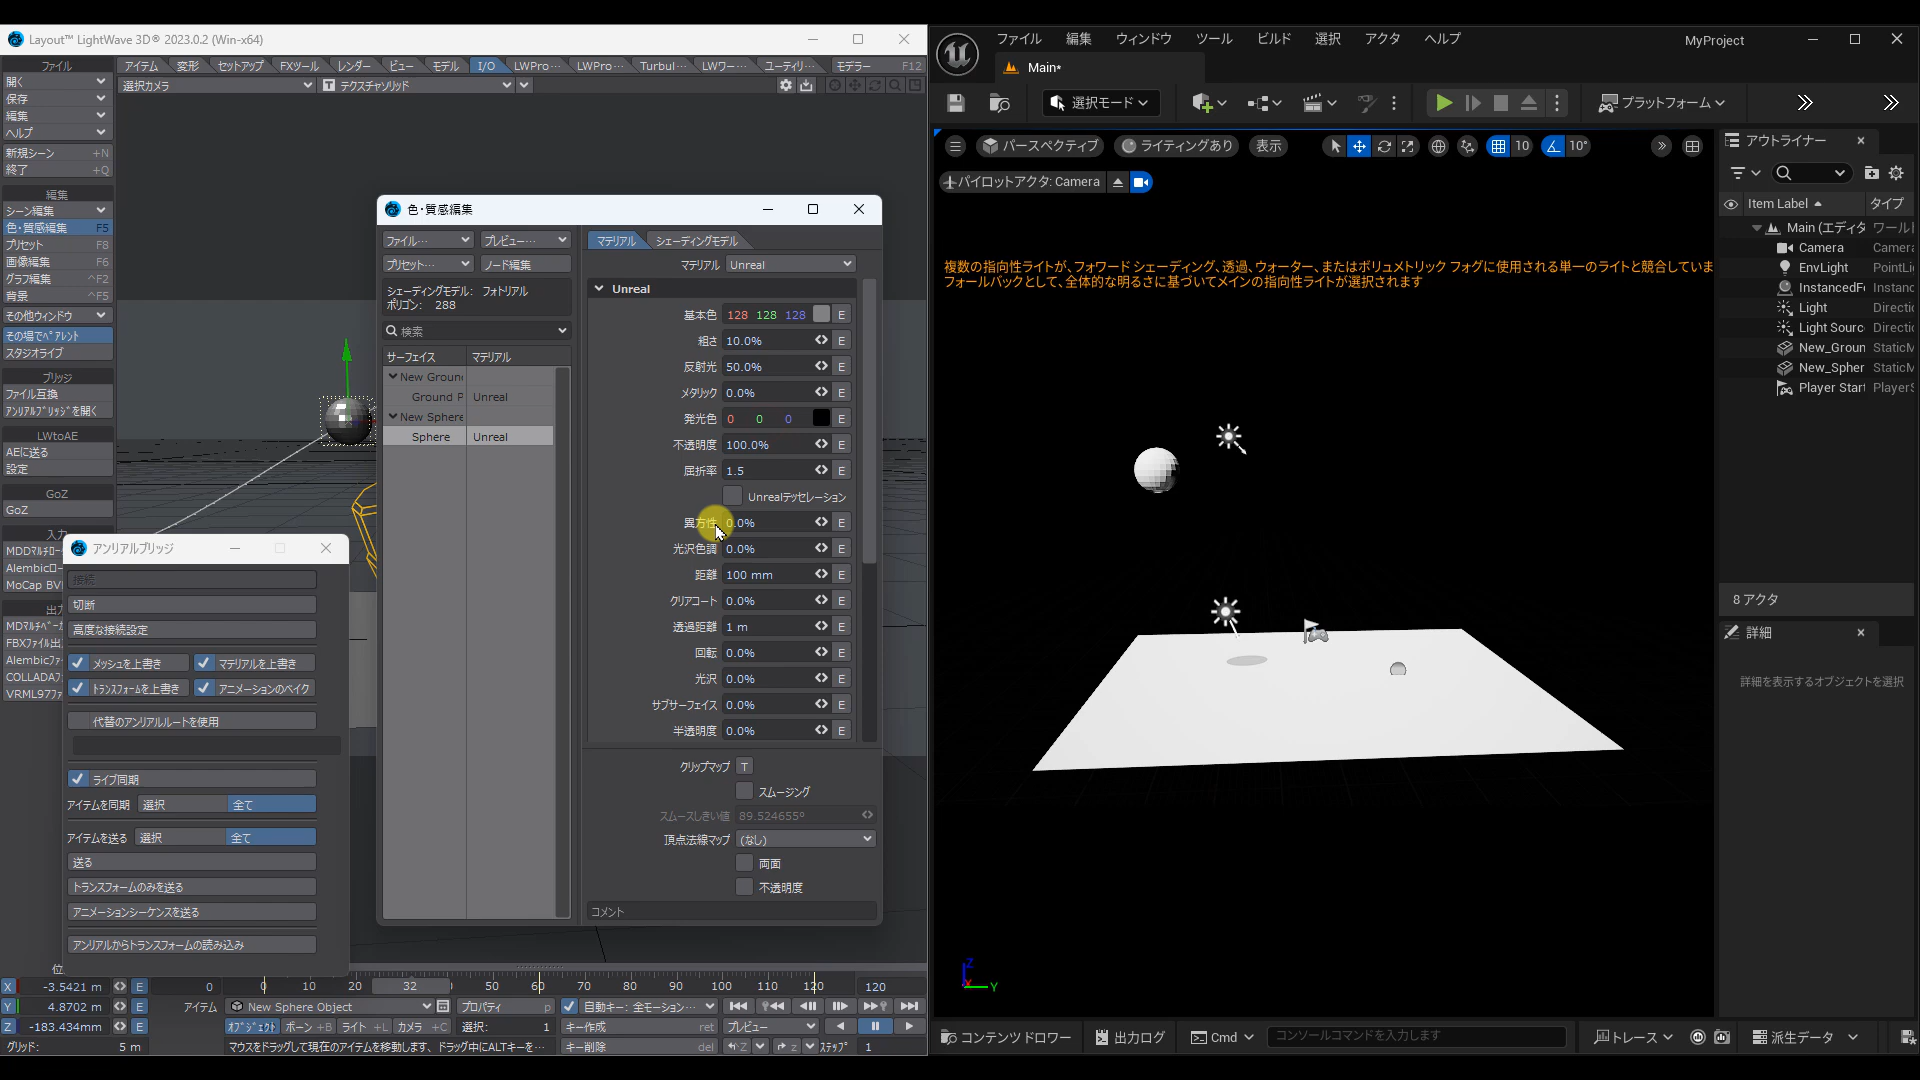 Layout™ LightWave 3D® 2023.0.2 (Win-x64)
ファイル
アイテム
変形
セットアップ
FXツール
レンダー
ビュー
モデル
I/O
LWPro…
LWPro…
Turbul…
LWワー…
ユーティリ…
モデラー F12
開く
選択カメラ
テクスチャソリッド
保存
編集
ヘルプ
新規シーン +N
終了 +Q
編集
シーン編集
色・質感編集 F5
プリセット F8
画像編集 F6
グラフ編集 ^F2
背景 ^F5
その他ウィンドウ
その場でペアレント
スタジオライブ
ブリッジ
ファイル互換
アンリアルブリッジを開く
LWtoAE
AEに送る
設定
GoZ
GoZ
入力
MDDマルチロー
Alembicロー
MoCap BV
出
MDマルチベーカ
FBXファイル出
Alembicファ
COLLADAフ
VRML97ファ
色・質感編集
ファイル…
プレビュー…
プリセット…
ノード編集
シェーディングモデル: フォトリアル
ポリゴン: 288
検索
サーフェイス
マテリアル
New Groun
Ground P
Unreal
New Sphere
Sphere
Unreal
マテリアル
シェーディングモデル
マテリアル Unreal
Unreal
基本色 128 128 128 E
粗さ 10.0% E
反射光 50.0% E
メタリック 0.0% E
発光色 0 0 0 E
不透明度 100.0% E
屈折率 1.5 E
Unrealテッセレーション
異方性 0.0% E
光沢色調 0.0% E
距離 100 mm E
クリアコート 0.0% E
透過距離 1 m E
回転 0.0% E
光沢 0.0% E
サブサーフェイス 0.0% E
半透明度 0.0% E
クリップマップ T
スムージング
スムースしきい値 89.524655°
頂点法線マップ (なし)
両面
不透明度
コメント
アンリアルブリッジ
接続
切断
高度な接続設定
メッシュを上書き
マテリアルを上書き
トランスフォームを上書き
アニメーションのベイク
代替のアンリアルルートを使用
ライブ同期
アイテムを同期 選択 全て
アイテムを送る 選択 全て
送る
トランスフォームのみを送る
アニメーションシーケンスを送る
アンリアルからトランスフォームの読み込み
位
X -3.5421 m E
0
0 10 20 32 50 60 70 80 90 100 110 120
120
Y 4.8702 m E
アイテム New Sphere Object
プロパティ p
自動キー: 全モーション…
Z -183.434mm E
オブジェクト ボーン +B ライト +L カメラ +C
選択: 1
キー作成 ret
プレビュー
グリッド: 5 m
マウスをドラッグして現在のアイテムを移動します、ドラッグ中にALTキーを…
キー削除 del
Z
z
ステップ 1
ファイル
編集
ウィンドウ
ツール
ビルド
選択
アクタ
ヘルプ
MyProject
Main*
選択モード
プラットフォーム
パースペクティブ
ライティングあり
表示
10
10°
パイロットアクタ: Camera
複数の指向性ライトが、フォワード シェーディング、透過、ウォーター、またはボリュメトリック フォグに使用される単一のライトと競合していま
フォールバックとして、全体的な明るさに基づいてメインの指向性ライトが選択されます
アウトライナー
Item Label
タイプ
Main (エディタ ワール
Camera Camera
EnvLight PointLi
InstancedFo Instanc
Light Directi
Light Sourc Directi
New_Groun StaticM
New_Spher StaticM
Player Start PlayerS
8 アクタ
詳細
詳細を表示するオブジェクトを選択
Z
Y
コンテンツ ドロワー
出力ログ
Cmd
コンソールコマンドを入力します
トレース
派生データ